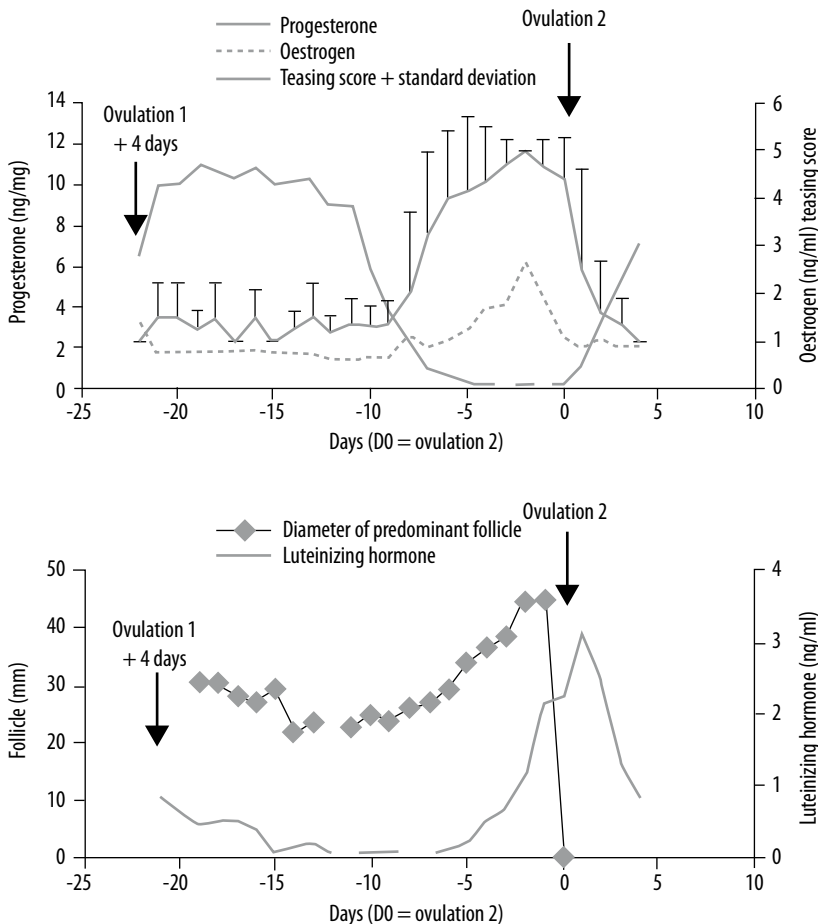 Progesterone
Oestrogen
Teasing score + standard deviation
Ovulation 2
Ovulation 1
+ 4 days
Progesterone (ng/mg)
14
12
10
8
6
4
2
0
6
5
4
3
2
1
0
Oestrogen (nq/ml) teasing score
-25
-20
-15
-10
-5
0
5
10
Days (D0 = ovulation 2)
Diameter of predominant follicle
Luteinizing hormone
Ovulation 2
Ovulation 1
+ 4 days
Follicle (mm)
50
40
30
20
10
0
4
3
2
1
0
Luteinizing hormone (nq/ml)
-25
-20
-15
-10
-5
0
5
10
Days (D0 = ovulation 2)